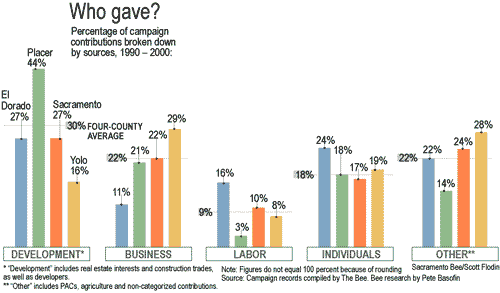 Who gave?
Percentage of campaign
contributions broken down
by sources, 1990 – 2000:
Placer
44%
El
Dorado
27%
Sacramento
27%
30% FOUR-COUNTY
AVERAGE
Yolo
16%
22%
11%
21%
22%
29%
9%
16%
3%
10%
8%
18%
24%
18%
17%
19%
22%
22%
14%
24%
28%
DEVELOPMENT*
BUSINESS
LABOR
INDIVIDUALS
OTHER**
* "Development" includes real estate interests and construction trades,
as well as developers.
** "Other" includes PACs, agriculture and non-categorized contributions.
Note: Figures do not equal 100 percent because of rounding
Source: Campaign records compiled by The Bee. Bee research by Pete Basofin
Sacramento Bee/Scott Flodin